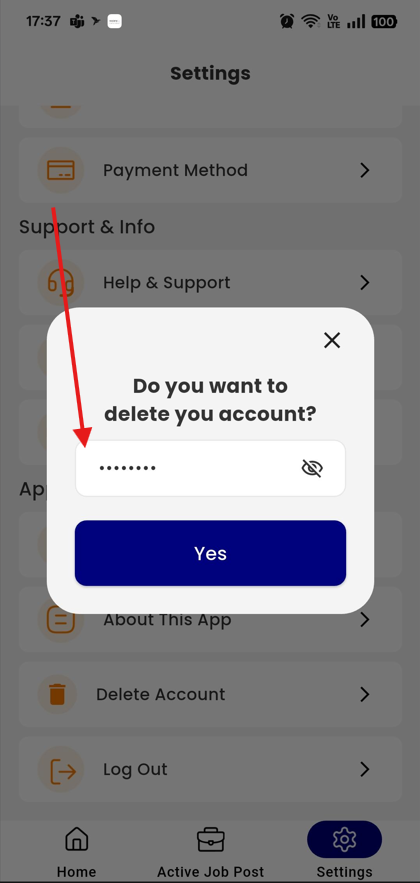 17:37
Vo
LTE
100
Settings
Payment Method
Support & Info
Help & Support
Do you want to
delete you account?
••••••••
Yes
Ap
About This App
Delete Account
Log Out
Home
Active Job Post
Settings